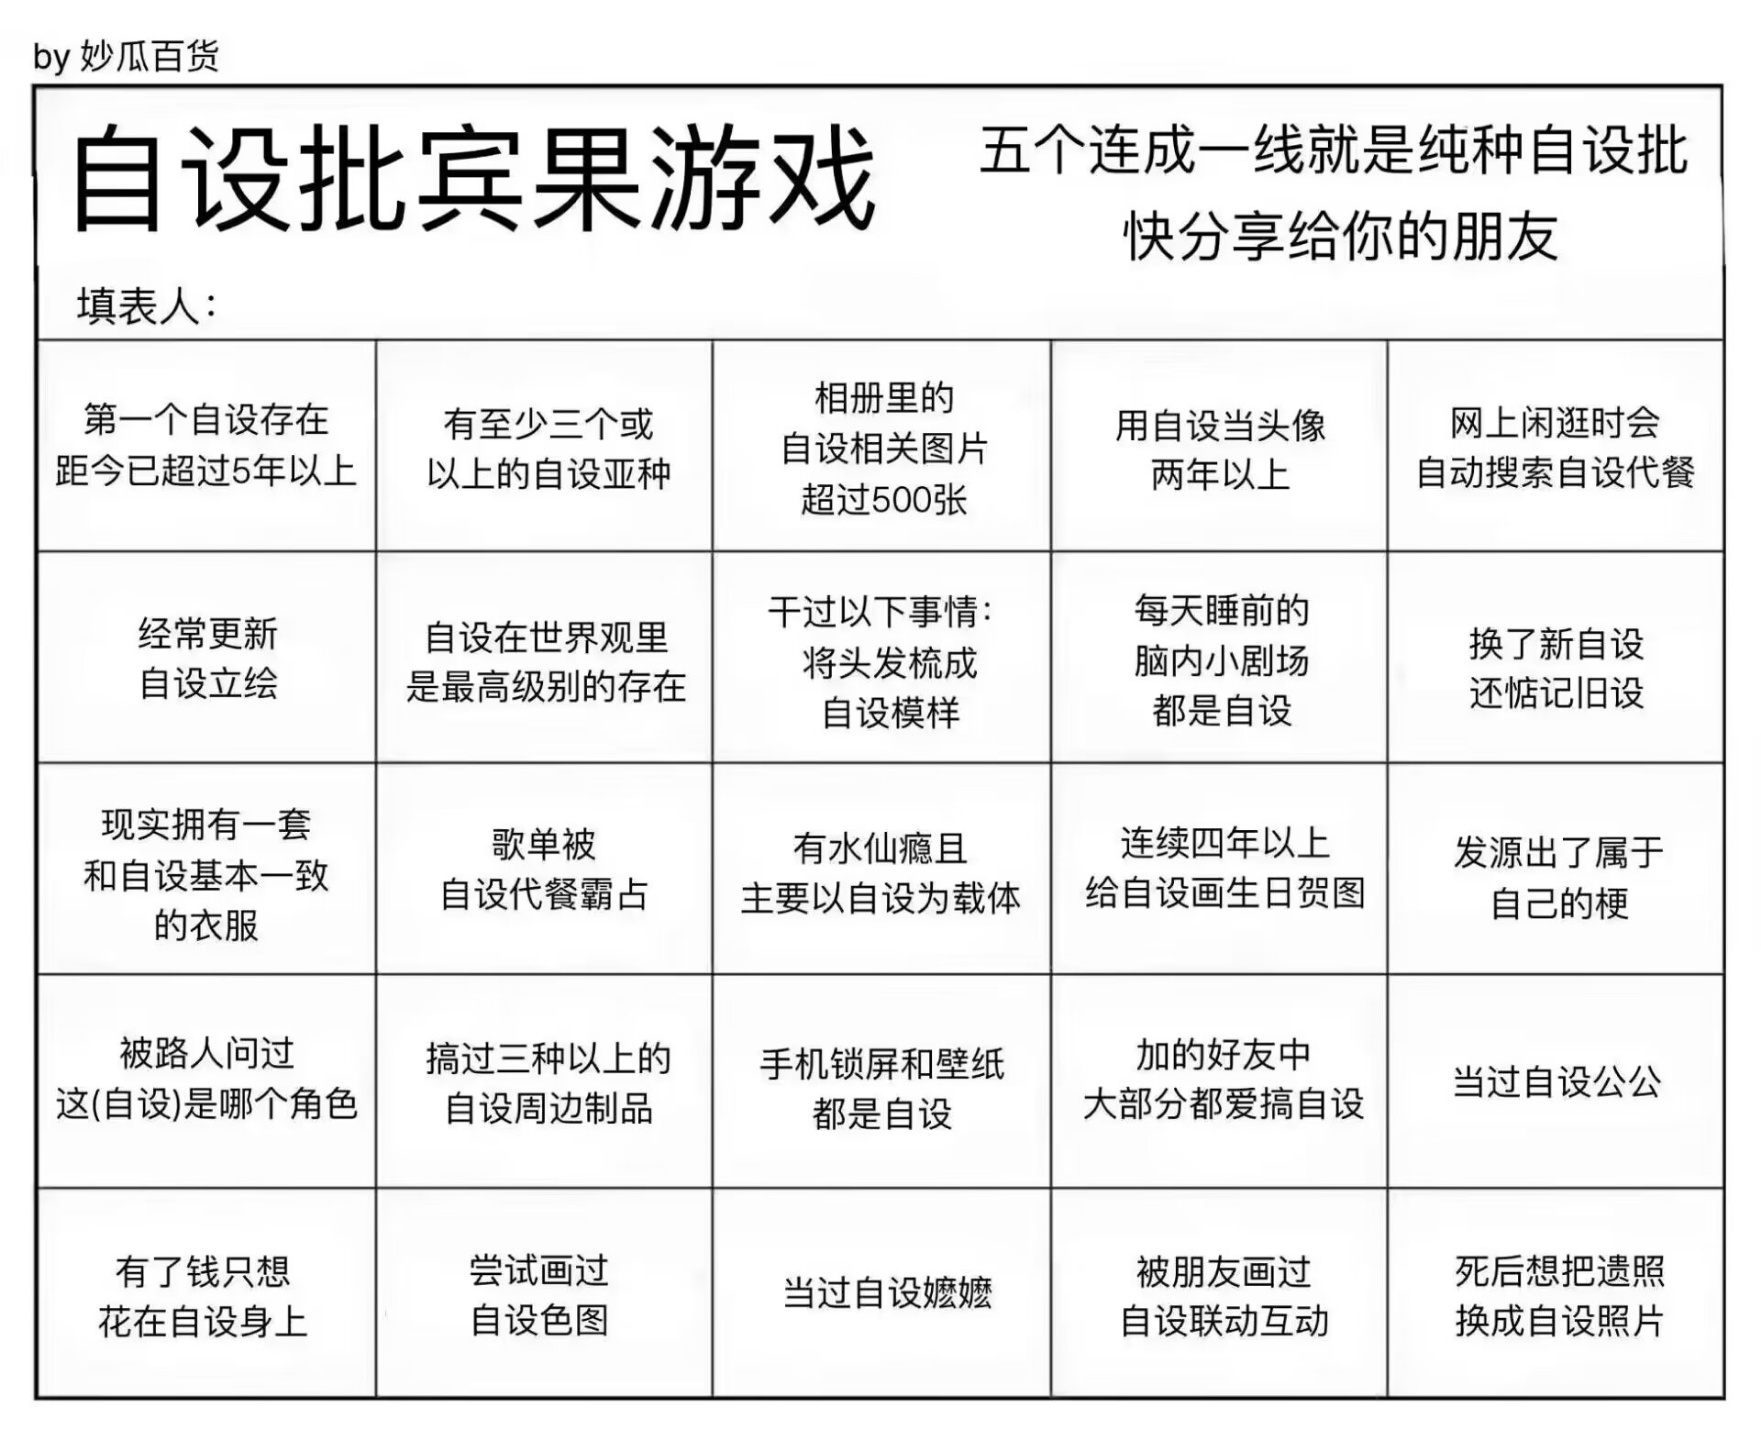 by 妙瓜百货
自设批宾果游戏
五个连成一线就是纯种自设批
快分享给你的朋友
填表人：
第一个自设存在
距今已超过5年以上
有至少三个或
以上的自设亚种
相册里的
自设相关图片
超过500张
用自设当头像
两年以上
网上闲逛时会
自动搜索自设代餐
经常更新
自设立绘
自设在世界观里
是最高级别的存在
干过以下事情：
将头发梳成
自设模样
每天睡前的
脑内小剧场
都是自设
换了新自设
还惦记旧设
现实拥有一套
和自设基本一致
的衣服
歌单被
自设代餐霸占
有水仙瘾且
主要以自设为载体
连续四年以上
给自设画生日贺图
发源出了属于
自己的梗
被路人问过
这(自设)是哪个角色
搞过三种以上的
自设周边制品
手机锁屏和壁纸
都是自设
加的好友中
大部分都爱搞自设
当过自设公公
有了钱只想
花在自设身上
尝试画过
自设色图
当过自设嬷嬷
被朋友画过
自设联动互动
死后想把遗照
换成自设照片